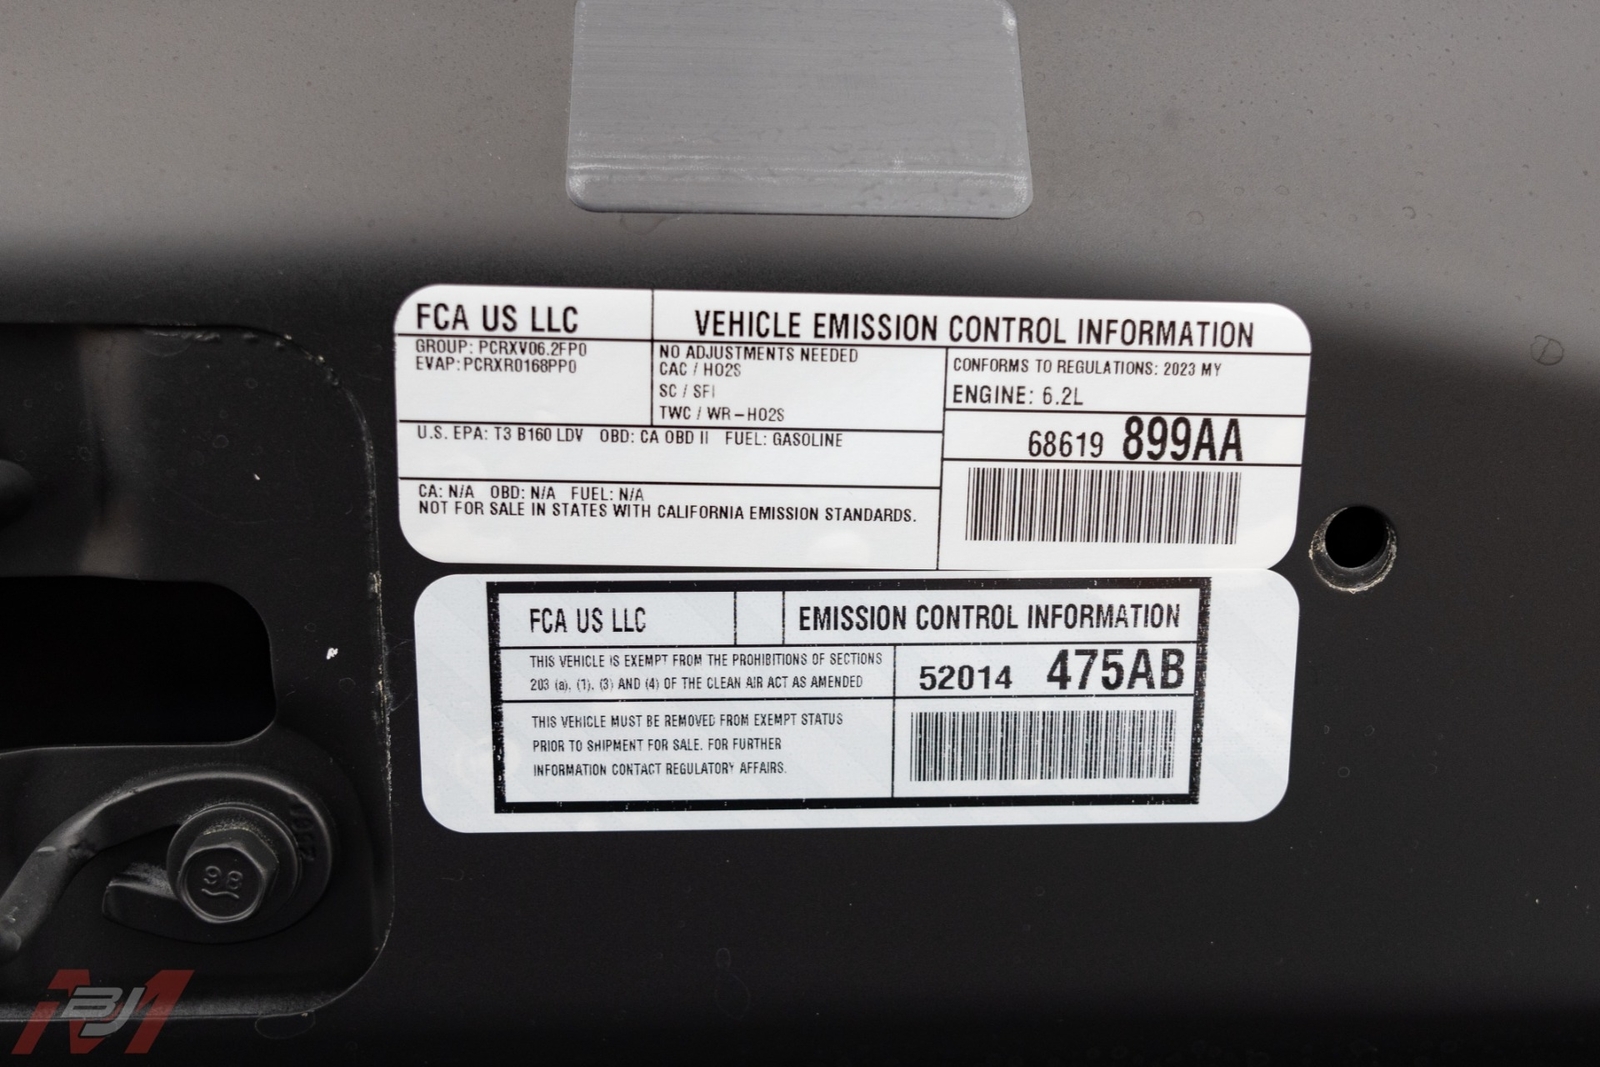 FCA US LLC
VEHICLE EMISSION CONTROL INFORMATION
GROUP: PCRXV06.2FP0
EVAP: PCRXR0168PP0
NO ADJUSTMENTS NEEDED
CAC / HO2S
SC / SFI
TWC / WR-HO2S
CONFORMS TO REGULATIONS: 2023 MY
ENGINE: 6.2L
68619 899AA
U.S. EPA: T3 B160 LDV OBD: CA OBD II FUEL: GASOLINE
CA: N/A OBD: N/A FUEL: N/A
NOT FOR SALE IN STATES WITH CALIFORNIA EMISSION STANDARDS.
FCA US LLC
EMISSION CONTROL INFORMATION
THIS VEHICLE IS EXEMPT FROM THE PROHIBITIONS OF SECTIONS
203 (a), (1), (3) AND (4) OF THE CLEAN AIR ACT AS AMENDED
52014 475AB
THIS VEHICLE MUST BE REMOVED FROM EXEMPT STATUS
PRIOR TO SHIPMENT FOR SALE. FOR FURTHER
INFORMATION CONTACT REGULATORY AFFAIRS.
98
BJ